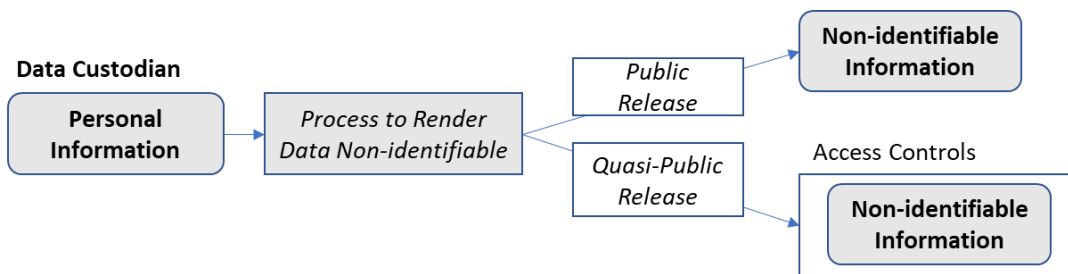 Data Custodian
Personal
Information
Process to Render
Data Non-identifiable
Public
Release
Non-identifiable
Information
Quasi-Public
Release
Access Controls
Non-identifiable
Information